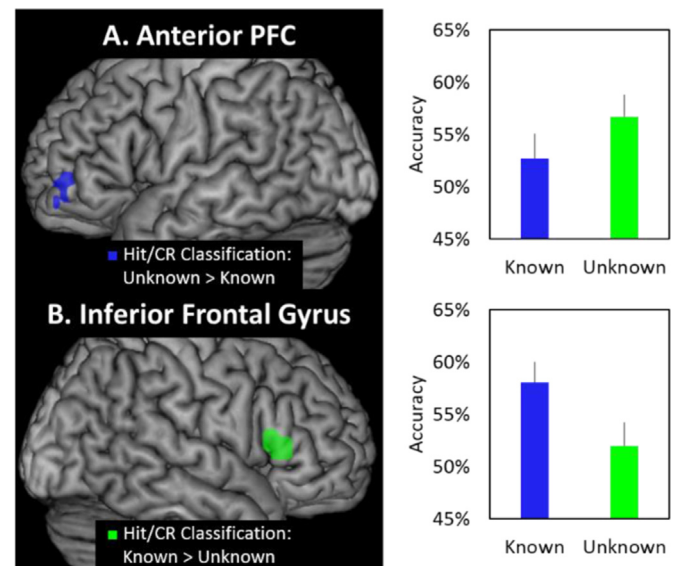 A. Anterior PFC
Hit/CR Classification:
Unknown > Known
65%
60%
55%
50%
45%
Accuracy
Known Unknown
B. Inferior Frontal Gyrus
Hit/CR Classification:
Known > Unknown
65%
60%
55%
50%
45%
Accuracy
Known Unknown